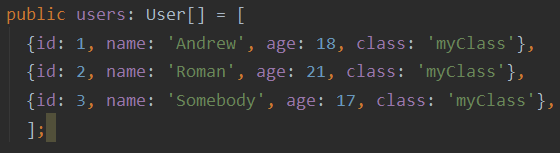 public users: User[] = [
{id: 1, name: 'Andrew', age: 18, class: 'myClass'},
{id: 2, name: 'Roman', age: 21, class: 'myClass'},
{id: 3, name: 'Somebody', age: 17, class: 'myClass'},
];